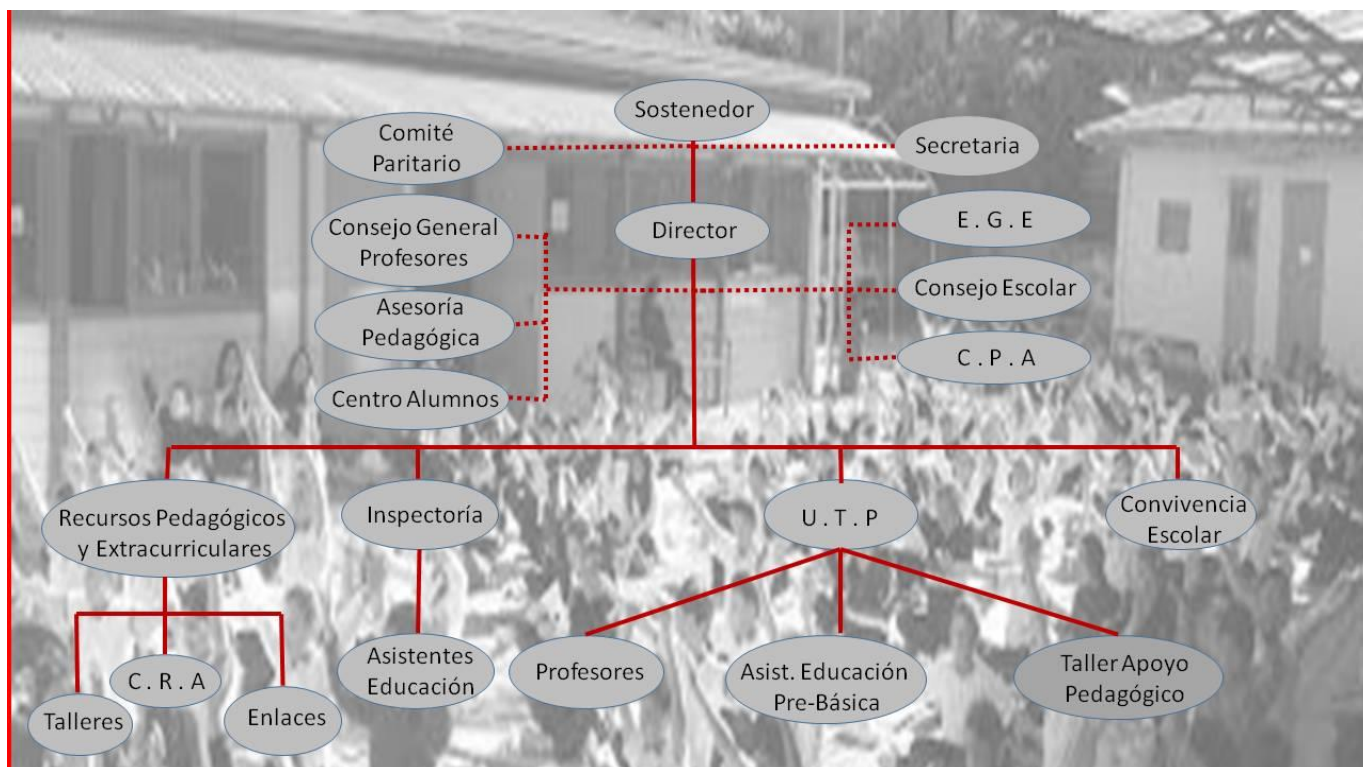 Sostenedor
Comité
Paritario
Secretaria
Consejo General
Profesores
Director
E . G . E
Asesoría
Pedagógica
Consejo Escolar
Centro Alumnos
C . P . A
Recursos Pedagógicos
y Extracurriculares
Inspectoría
U . T . P
Convivencia
Escolar
Talleres
C . R . A
Enlaces
Asistentes
Educación
Profesores
Asist. Educación
Pre-Básica
Taller Apoyo
Pedagógico